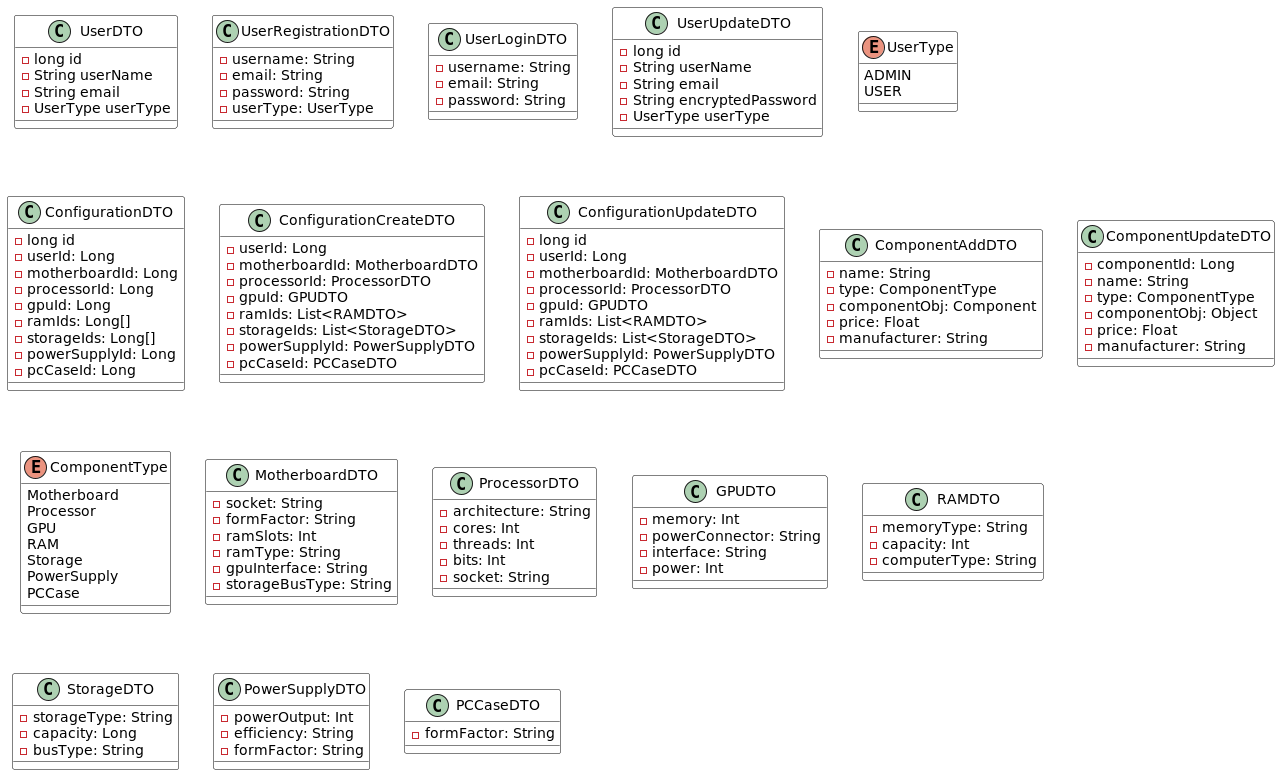 C UserDTO
long id
String userName
String email
UserType userType
C UserRegistrationDTO
username: String
email: String
password: String
userType: UserType
C UserLoginDTO
username: String
email: String
password: String
C UserUpdateDTO
long id
String userName
String email
String encryptedPassword
UserType userType
E UserType
ADMIN
USER
C ConfigurationDTO
long id
userId: Long
motherboardId: Long
processorId: Long
gpuId: Long
ramIds: Long[]
storageIds: Long[]
powerSupplyId: Long
pcCaseId: Long
C ConfigurationCreateDTO
userId: Long
motherboardId: MotherboardDTO
processorId: ProcessorDTO
gpuId: GPUDTO
ramIds: List<RAMDTO>
storageIds: List<StorageDTO>
powerSupplyId: PowerSupplyDTO
pcCaseId: PCCaseDTO
C ConfigurationUpdateDTO
long id
userId: Long
motherboardId: MotherboardDTO
processorId: ProcessorDTO
gpuId: GPUDTO
ramIds: List<RAMDTO>
storageIds: List<StorageDTO>
powerSupplyId: PowerSupplyDTO
pcCaseId: PCCaseDTO
C ComponentAddDTO
name: String
type: ComponentType
componentObj: Component
price: Float
manufacturer: String
C ComponentUpdateDTO
componentId: Long
name: String
type: ComponentType
componentObj: Object
price: Float
manufacturer: String
E ComponentType
Motherboard
Processor
GPU
RAM
Storage
PowerSupply
PCCase
C MotherboardDTO
socket: String
formFactor: String
ramSlots: Int
ramType: String
gpuInterface: String
storageBusType: String
C ProcessorDTO
architecture: String
cores: Int
threads: Int
bits: Int
socket: String
C GPUDTO
memory: Int
powerConnector: String
interface: String
power: Int
C RAMDTO
memoryType: String
capacity: Int
computerType: String
C StorageDTO
storageType: String
capacity: Long
busType: String
C PowerSupplyDTO
powerOutput: Int
efficiency: String
formFactor: String
C PCCaseDTO
formFactor: String